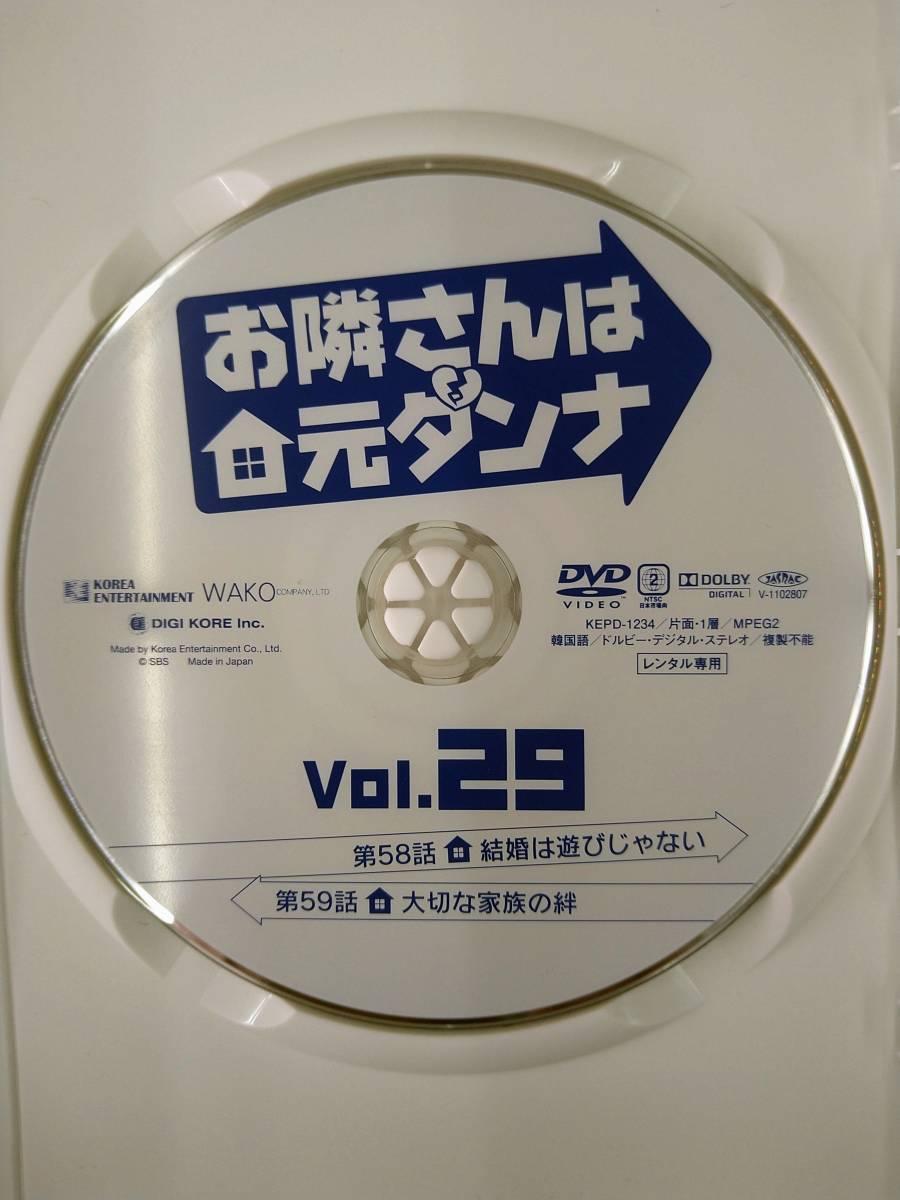 お隣さんは
元ダンナ
KOREA
ENTERTAINMENT
WAKO COMPANY, LTD
DIGI KORE Inc.
Made by Korea Entertainment Co., Ltd.
© SBS Made in Japan
DVD
VIDEO™
2
NTSC
日本市場向
DOLBY
DIGITAL
JASRAC
V-1102807
KEPD-1234／片面・1層／MPEG2
韓国語／ドルビー・デジタル・ステレオ／複製不能
レンタル専用
Vol.29
第58話 結婚は遊びじゃない
第59話 大切な家族の絆